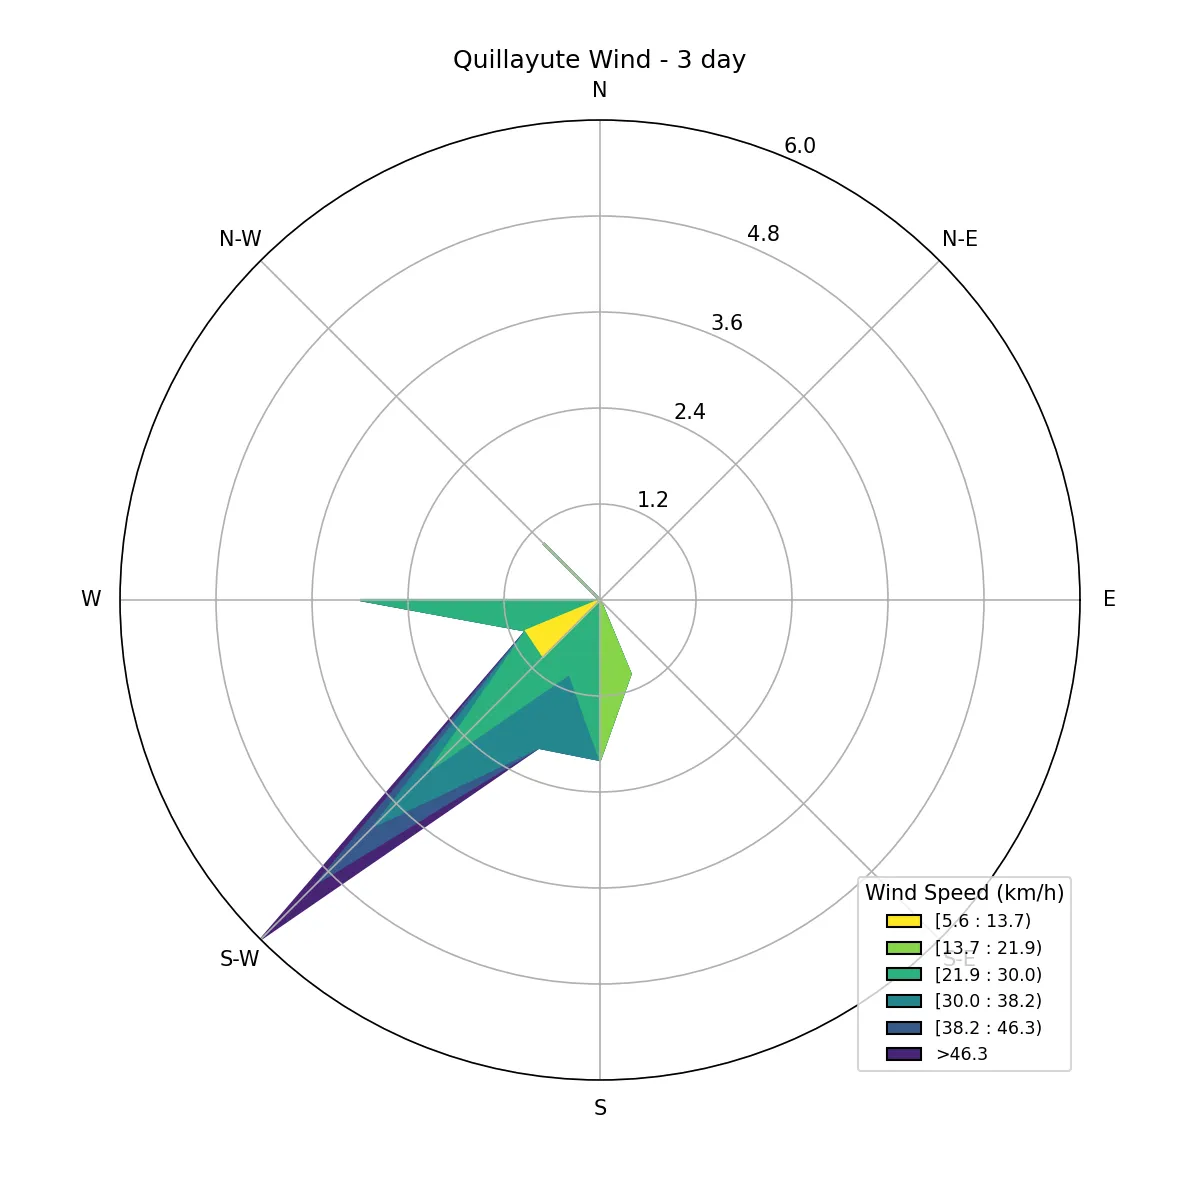 Quillayute Wind - 3 day
N
6.0
4.8
N-W
N-E
3.6
2.4
1.2
W
E
Wind Speed (km/h)
[5.6 : 13.7)
[13.7 : 21.9)
S-W
S-E
[21.9 : 30.0)
[30.0 : 38.2)
[38.2 : 46.3)
>46.3
S